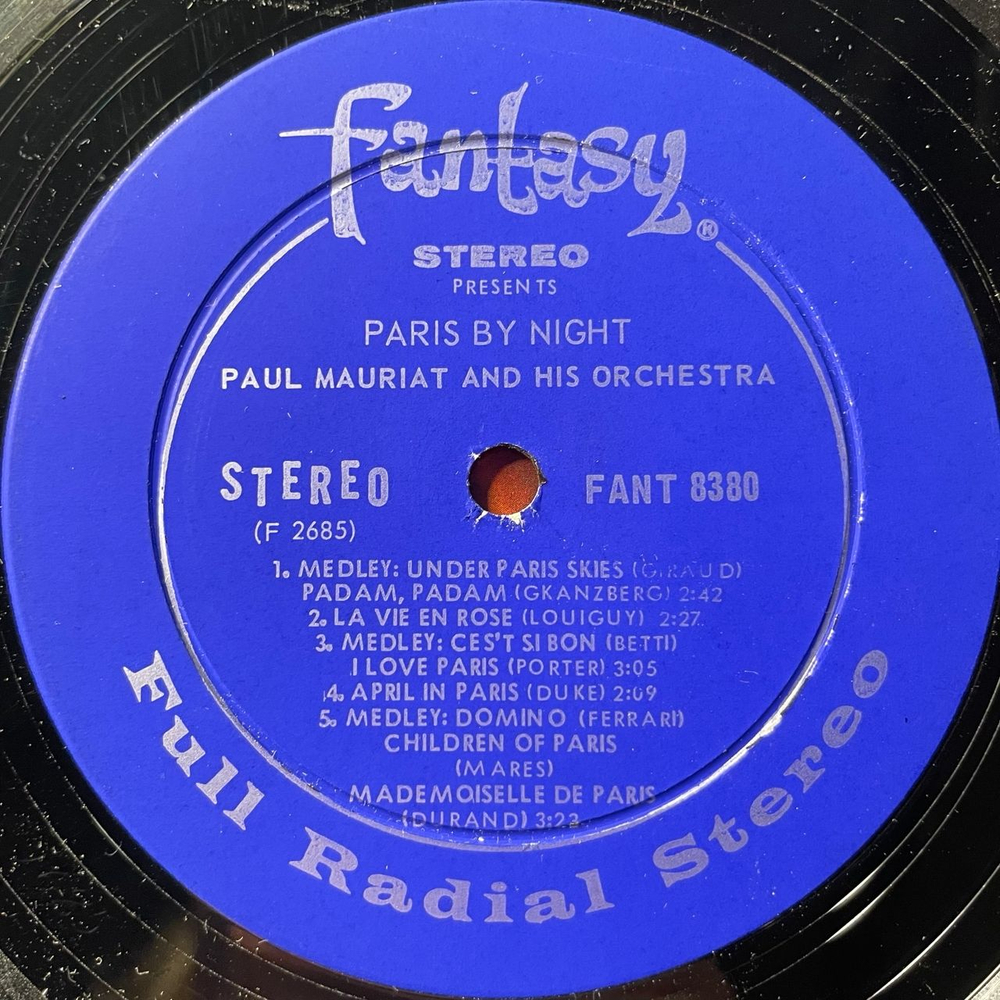 Fantasy®
STEREO
PRESENTS
PARIS BY NIGHT
PAUL MAURIAT AND HIS ORCHESTRA
STEREO
FANT 8380
(F 2685)
1. MEDLEY: UNDER PARIS SKIES (GIRAUD)
PADAM, PADAM (GKANZBERG) 2:42
2. LA VIE EN ROSE (LOUIGUY) 2:27
3. MEDLEY: CES'T SI BON (BETTI)
I LOVE PARIS (PORTER) 3:05
4. APRIL IN PARIS (DUKE) 2:09
5. MEDLEY: DOMINO (FERRARI)
CHILDREN OF PARIS
(MARES)
MADEMOISELLE DE PARIS
(DURAND) 3:23
Full Radial Stereo